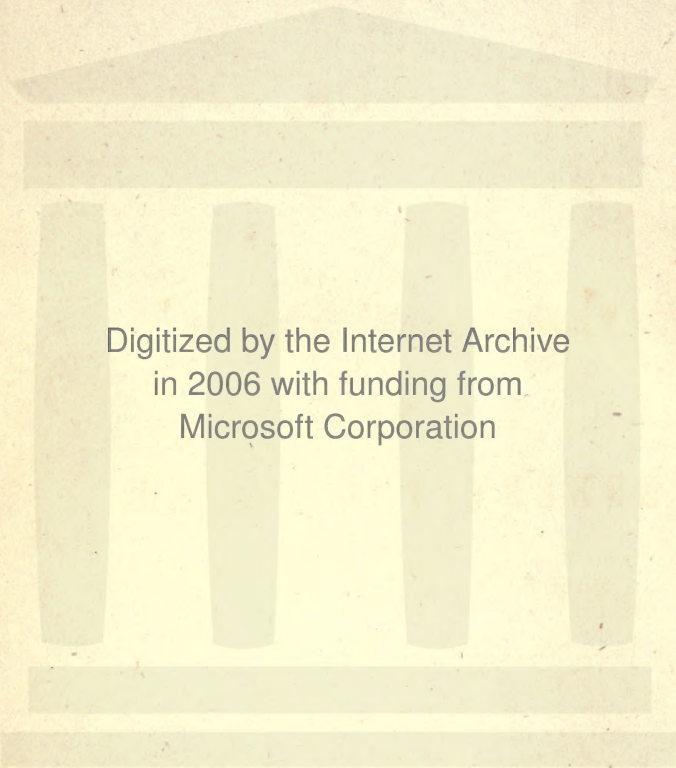 Digitized by the Internet Archive
in 2006 with funding from
Microsoft Corporation